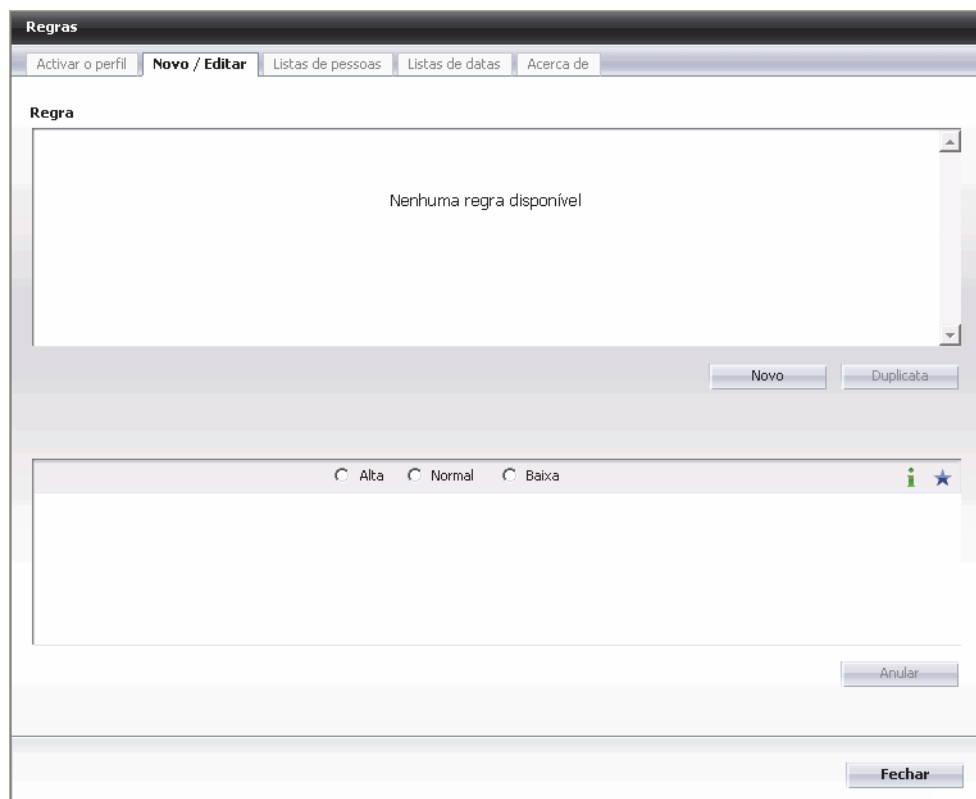 Regras
Activar o perfil Novo / Editar Listas de pessoas Listas de datas Acerca de
Regra
Nenhuma regra disponível
Novo Duplicata
Alta Normal Baixa
Anular
Fechar